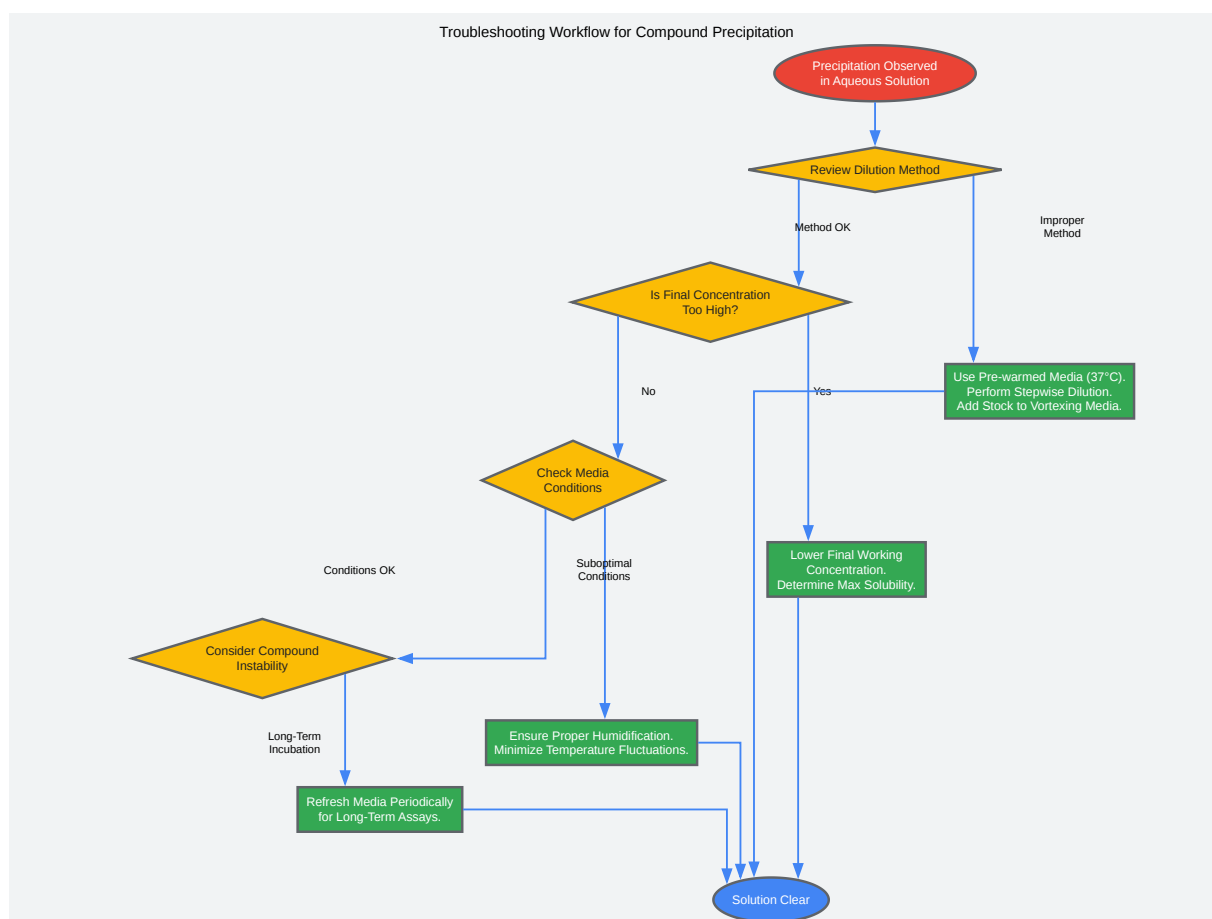 Troubleshooting Workflow for Compound Precipitation
Precipitation Observed
in Aqueous Solution
Review Dilution Method
Method OK
Improper
Method
Is Final Concentration
Too High?
No
Yes
Use Pre-warmed Media (37°C).
Perform Stepwise Dilution.
Add Stock to Vortexing Media.
Check Media
Conditions
Conditions OK
Suboptimal
Conditions
Lower Final Working
Concentration.
Determine Max Solubility.
Consider Compound
Instability
Long-Term
Incubation
Ensure Proper Humidification.
Minimize Temperature Fluctuations.
Refresh Media Periodically
for Long-Term Assays.
Solution Clear